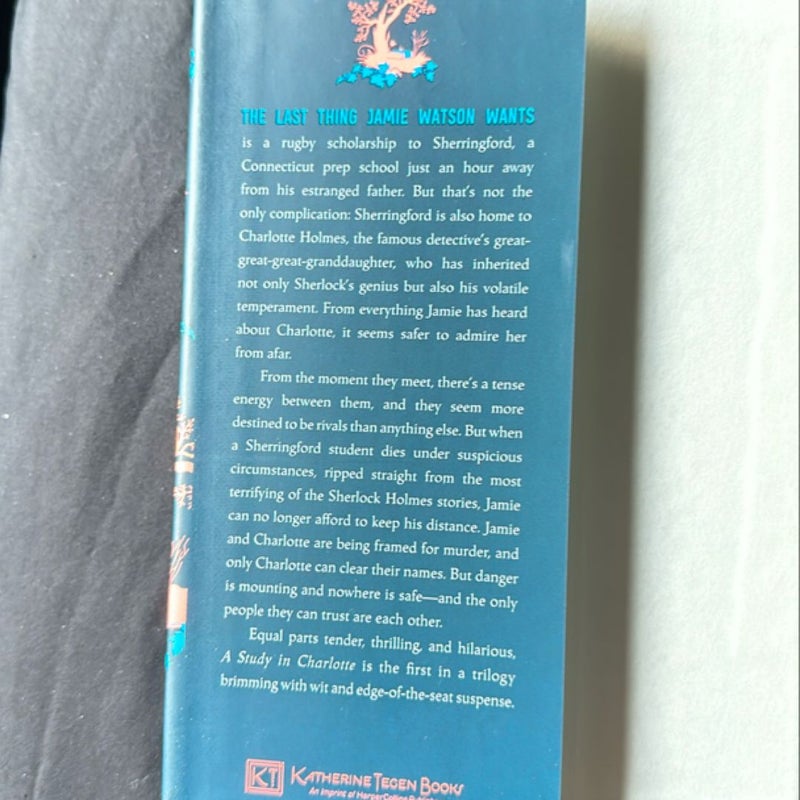 THE LAST THING JAMIE WATSON WANTS
is a rugby scholarship to Sherringford, a
Connecticut prep school just an hour away
from his estranged father. But that's not the
only complication: Sherringford is also home to
Charlotte Holmes, the famous detective's great-
great-great-granddaughter, who has inherited
not only Sherlock's genius but also his volatile
temperament. From everything Jamie has heard
about Charlotte, it seems safer to admire her
from afar.
From the moment they meet, there's a tense
energy between them, and they seem more
destined to be rivals than anything else. But when
a Sherringford student dies under suspicious
circumstances, ripped straight from the most
terrifying of the Sherlock Holmes stories, Jamie
can no longer afford to keep his distance. Jamie
and Charlotte are being framed for murder, and
only Charlotte can clear their names. But danger
is mounting and nowhere is safe—and the only
people they can trust are each other.
Equal parts tender, thrilling, and hilarious,
A Study in Charlotte is the first in a trilogy
brimming with wit and edge-of-the-seat suspense.
KT KATHERINE TEGEN BOOKS
An Imprint of HarperCollins